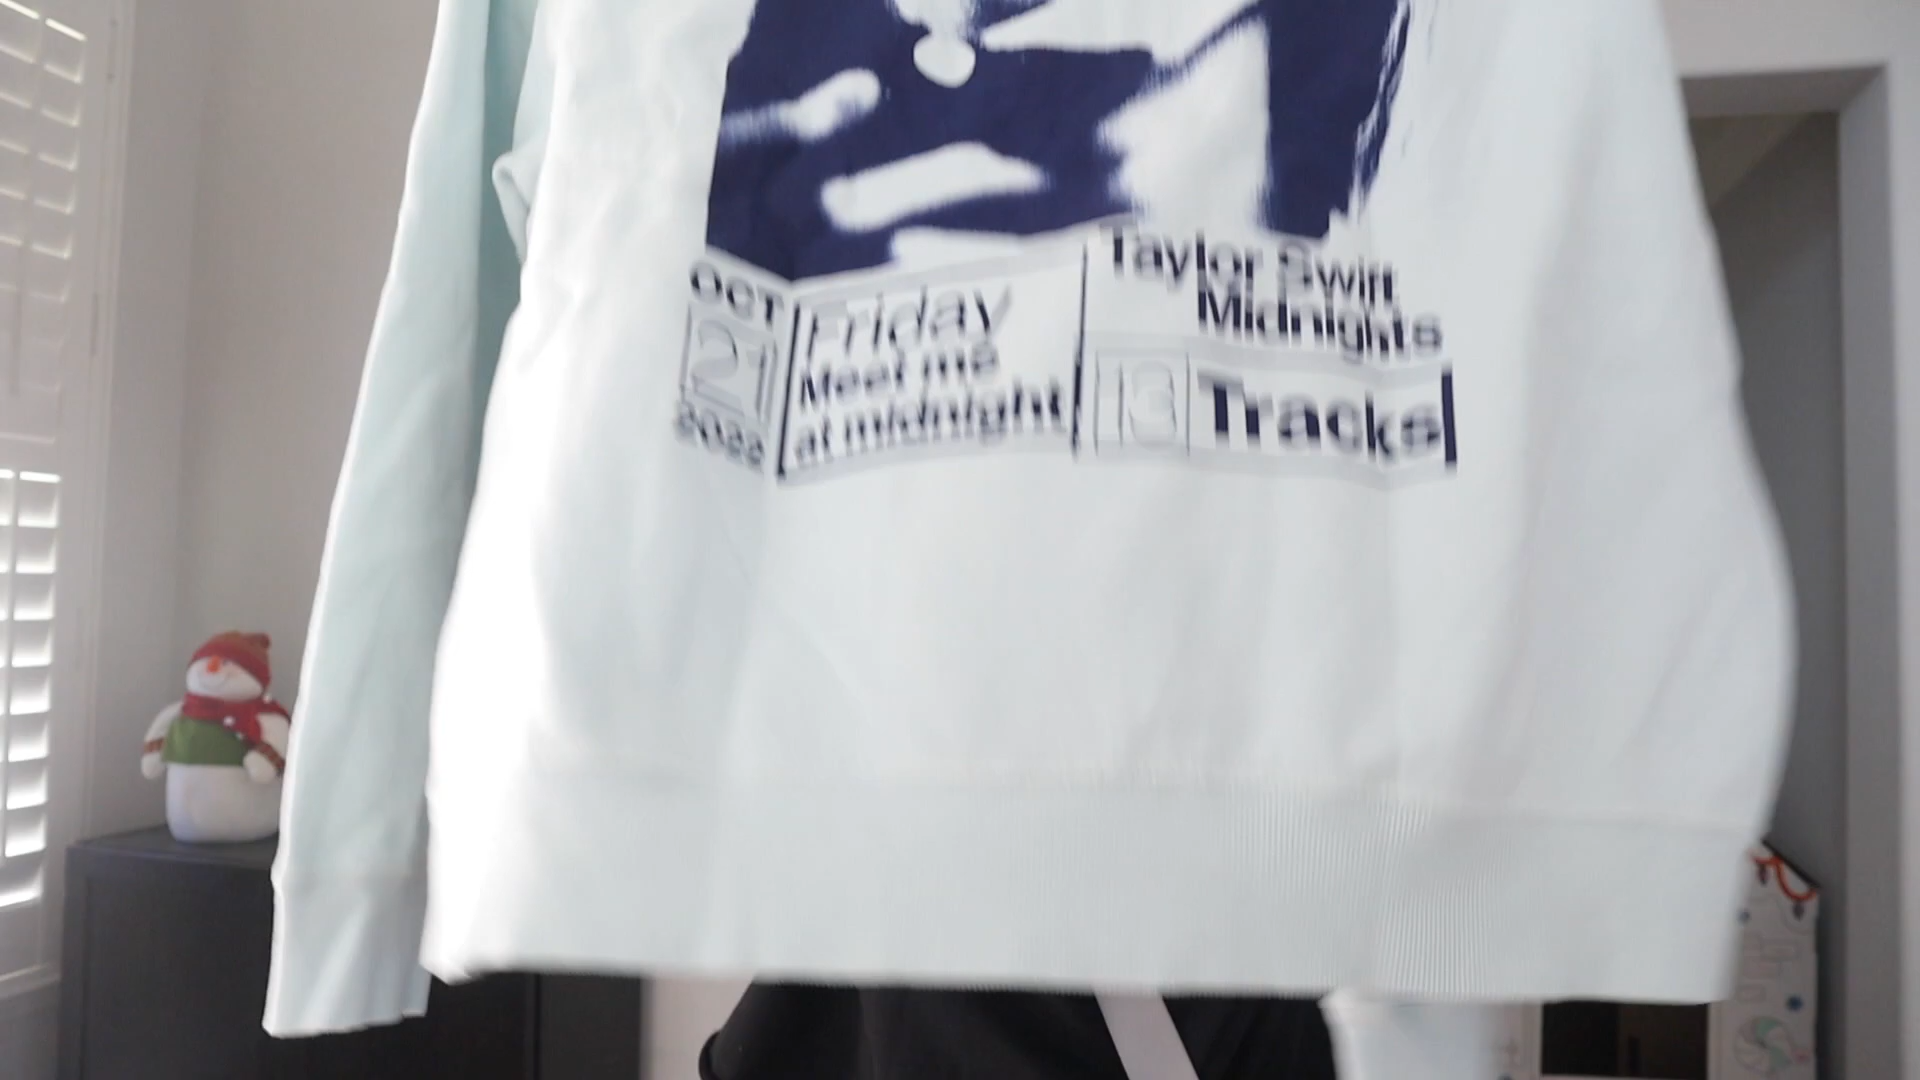 OCT
21
2022
Friday
Meet me
at midnight
Taylor Swift
Midnights
13 Tracks